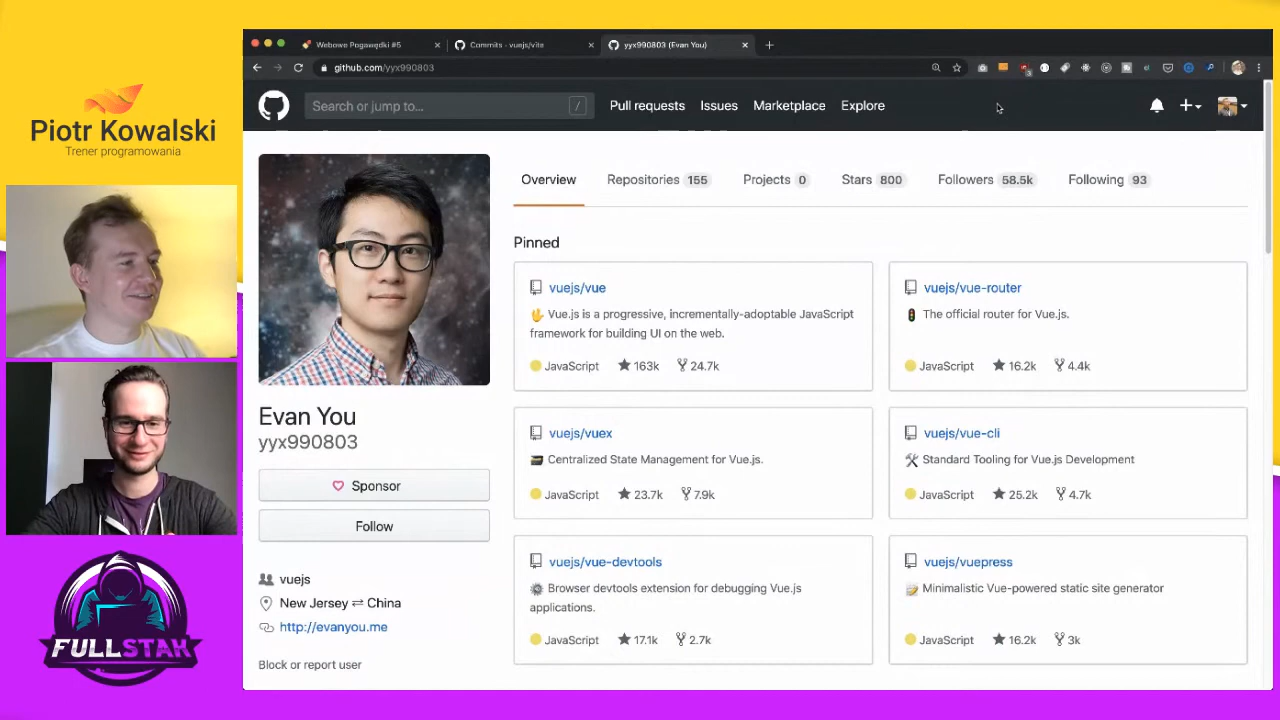 Piotr Kowalski
Trener programowania
FULLSTAK
Webowe Pogawędki #5
Commits · vuejs/vite
yyx990803 (Evan You)
github.com/yyx990803
Search or jump to...
/
Pull requests
Issues
Marketplace
Explore
Overview
Repositories 155
Projects 0
Stars 800
Followers 58.5k
Following 93
Evan You
yyx990803
Sponsor
Follow
vuejs
New Jersey ⇄ China
http://evanyou.me
Block or report user
Pinned
vuejs/vue
Vue.js is a progressive, incrementally-adoptable JavaScript
framework for building UI on the web.
JavaScript 163k 24.7k
vuejs/vue-router
The official router for Vue.js.
JavaScript 16.2k 4.4k
vuejs/vuex
Centralized State Management for Vue.js.
JavaScript 23.7k 7.9k
vuejs/vue-cli
Standard Tooling for Vue.js Development
JavaScript 25.2k 4.7k
vuejs/vue-devtools
Browser devtools extension for debugging Vue.js
applications.
JavaScript 17.1k 2.7k
vuejs/vuepress
Minimalistic Vue-powered static site generator
JavaScript 16.2k 3k